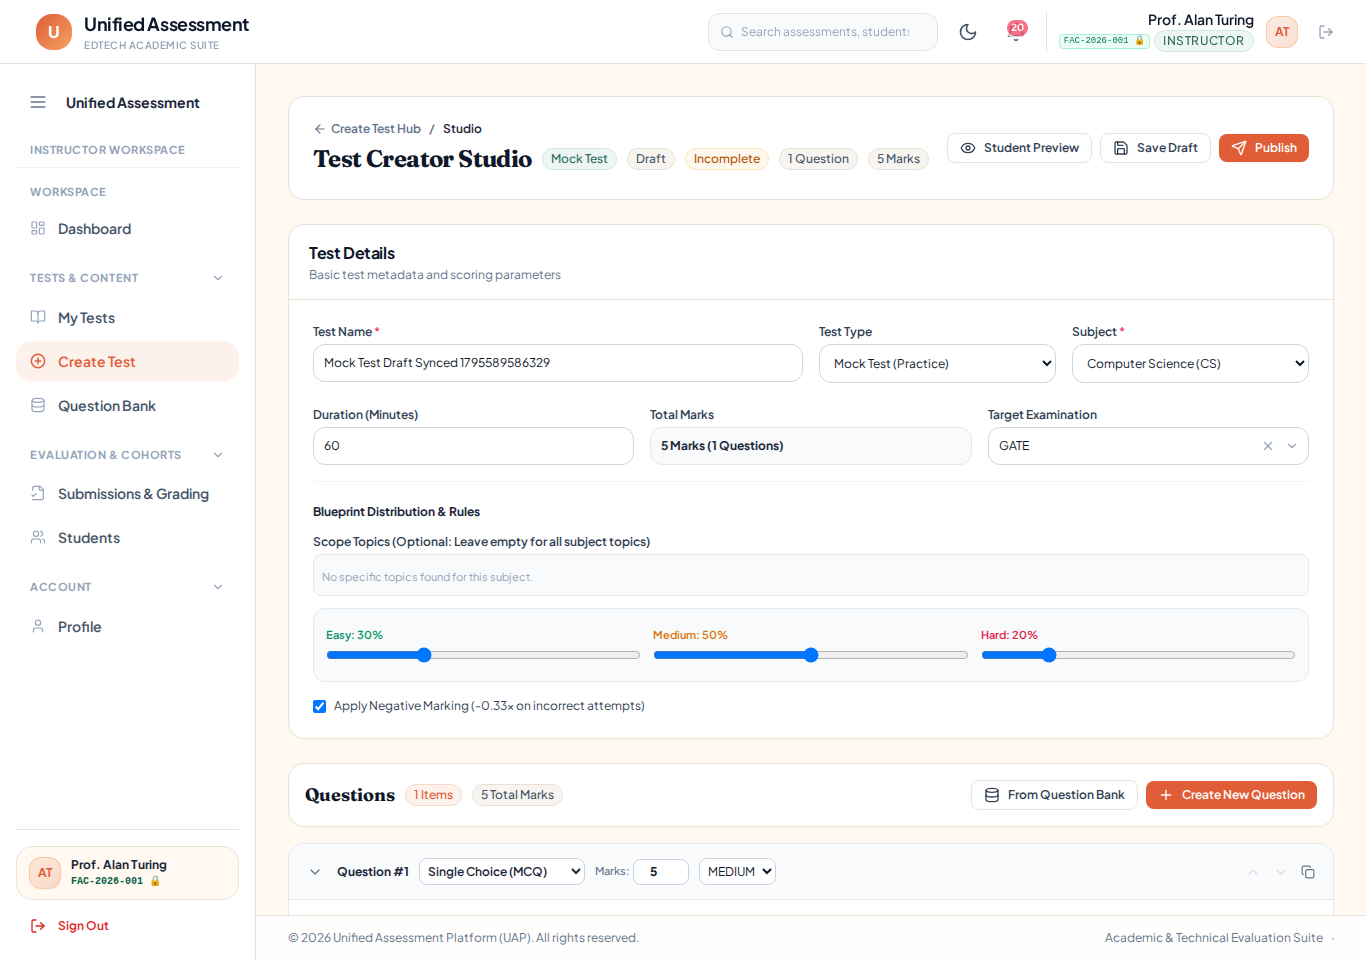 U
Unified Assessment
EDTECH ACADEMIC SUITE
Search assessments, students
20
Prof. Alan Turing
FAC-2026-001 🔒 INSTRUCTOR
AT
Unified Assessment
INSTRUCTOR WORKSPACE
WORKSPACE
Dashboard
TESTS & CONTENT
My Tests
Create Test
Question Bank
EVALUATION & COHORTS
Submissions & Grading
Students
ACCOUNT
Profile
AT
Prof. Alan Turing
FAC-2026-001 🔒
Sign Out
Create Test Hub / Studio
Test Creator Studio
Mock Test
Draft
Incomplete
1 Question
5 Marks
Student Preview
Save Draft
Publish
Test Details
Basic test metadata and scoring parameters
Test Name *
Mock Test Draft Synced 1795589586329
Test Type
Mock Test (Practice)
Subject *
Computer Science (CS)
Duration (Minutes)
60
Total Marks
5 Marks (1 Questions)
Target Examination
GATE
Blueprint Distribution & Rules
Scope Topics (Optional: Leave empty for all subject topics)
No specific topics found for this subject.
Easy: 30%
Medium: 50%
Hard: 20%
Apply Negative Marking (-0.33x on incorrect attempts)
Questions
1 Items
5 Total Marks
From Question Bank
Create New Question
Question #1
Single Choice (MCQ)
Marks: 5
MEDIUM
© 2026 Unified Assessment Platform (UAP). All rights reserved.
Academic & Technical Evaluation Suite ·